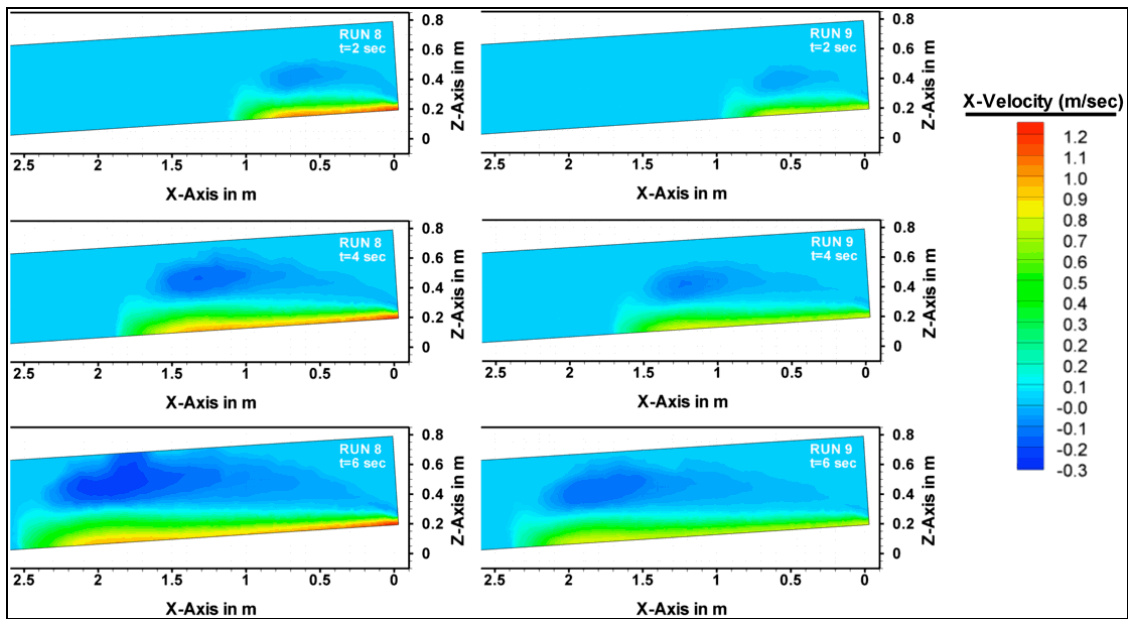 RUN 8
t=2 sec
0.8
0.6
0.4
0.2
0
Z-Axis in m
2.5 2 1.5 1 0.5 0
X-Axis in m
RUN 9
t=2 sec
0.8
0.6
0.4
0.2
0
Z-Axis in m
2.5 2 1.5 1 0.5 0
X-Axis in m
RUN 8
t=4 sec
0.8
0.6
0.4
0.2
0
Z-Axis in m
2.5 2 1.5 1 0.5 0
X-Axis in m
RUN 9
t=4 sec
0.8
0.6
0.4
0.2
0
Z-Axis in m
2.5 2 1.5 1 0.5 0
X-Axis in m
RUN 8
t=6 sec
0.8
0.6
0.4
0.2
0
Z-Axis in m
2.5 2 1.5 1 0.5 0
X-Axis in m
RUN 9
t=6 sec
0.8
0.6
0.4
0.2
0
Z-Axis in m
2.5 2 1.5 1 0.5 0
X-Axis in m
X-Velocity (m/sec)
1.2
1.1
1.0
0.9
0.8
0.7
0.6
0.5
0.4
0.3
0.2
0.1
-0.0
-0.1
-0.2
-0.3